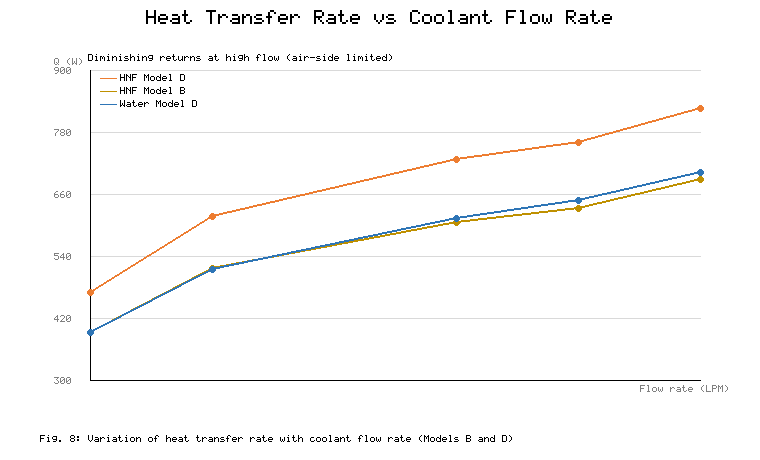 Heat Transfer Rate vs Coolant Flow Rate
Q (W)
Diminishing returns at high flow (air-side limited)
900
HNF Model D
HNF Model B
Water Model D
780
660
540
420
300
Flow rate (LPM)
Fig. 8: Variation of heat transfer rate with coolant flow rate (Models B and D)